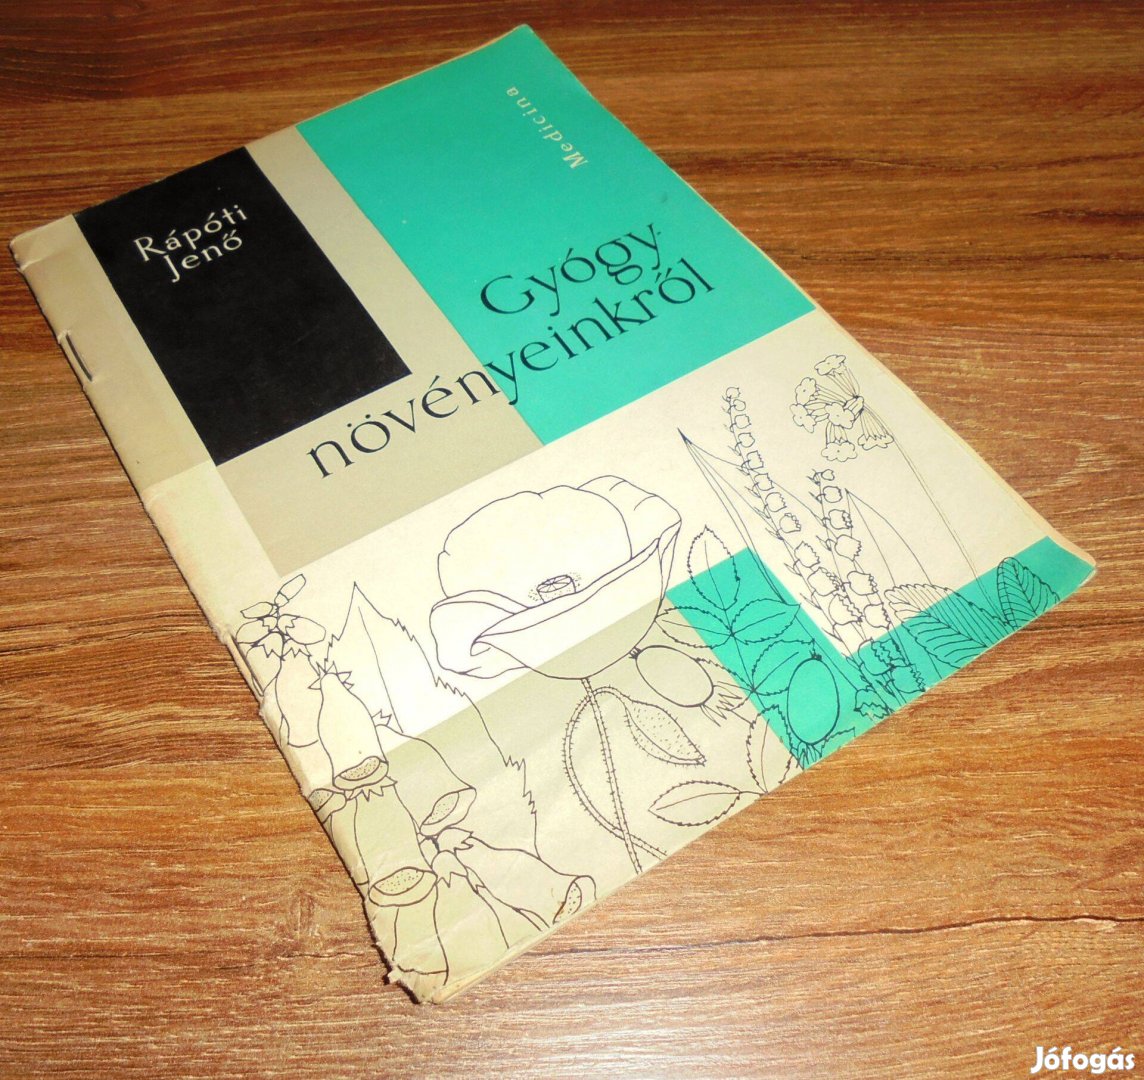 Medicina
Rápóti
Jenő
Gyógy-
növényeinkről
Jófogás